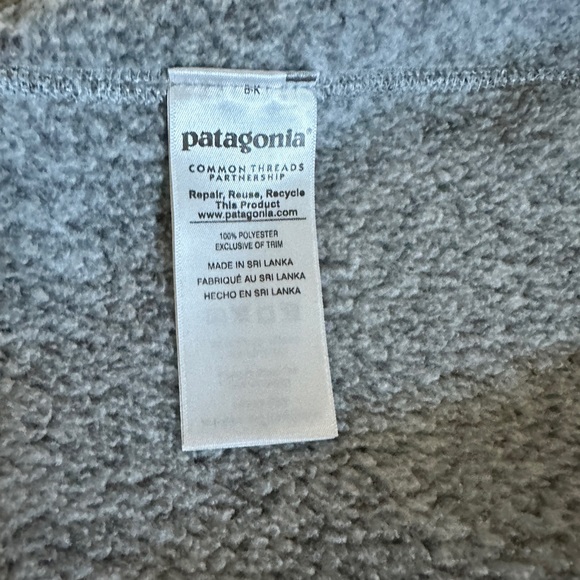 8-K
patagonia®
COMMON THREADS
PARTNERSHIP
Repair, Reuse, Recycle
This Product
www.patagonia.com
100% POLYESTER
EXCLUSIVE OF TRIM
MADE IN SRI LANKA
FABRIQUÉ AU SRI LANKA
HECHO EN SRI LANKA